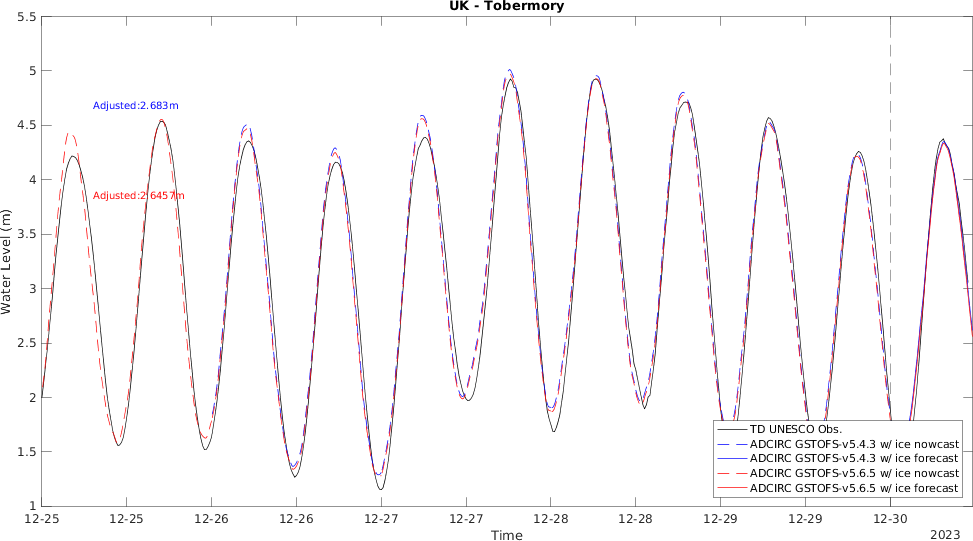 UK - Tobermory
5.5
5
4.5
4
3.5
3
2.5
2
1.5
1
Water Level (m)
Adjusted:2.683m
Adjusted:2.6457m
TD UNESCO Obs.
ADCIRC GSTOFS-v5.4.3 w/ ice nowcast
ADCIRC GSTOFS-v5.4.3 w/ ice forecast
ADCIRC GSTOFS-v5.6.5 w/ ice nowcast
ADCIRC GSTOFS-v5.6.5 w/ ice forecast
12-25 12-25 12-26 12-26 12-27 12-27 12-28 12-28 12-29 12-29 12-30
Time
2023